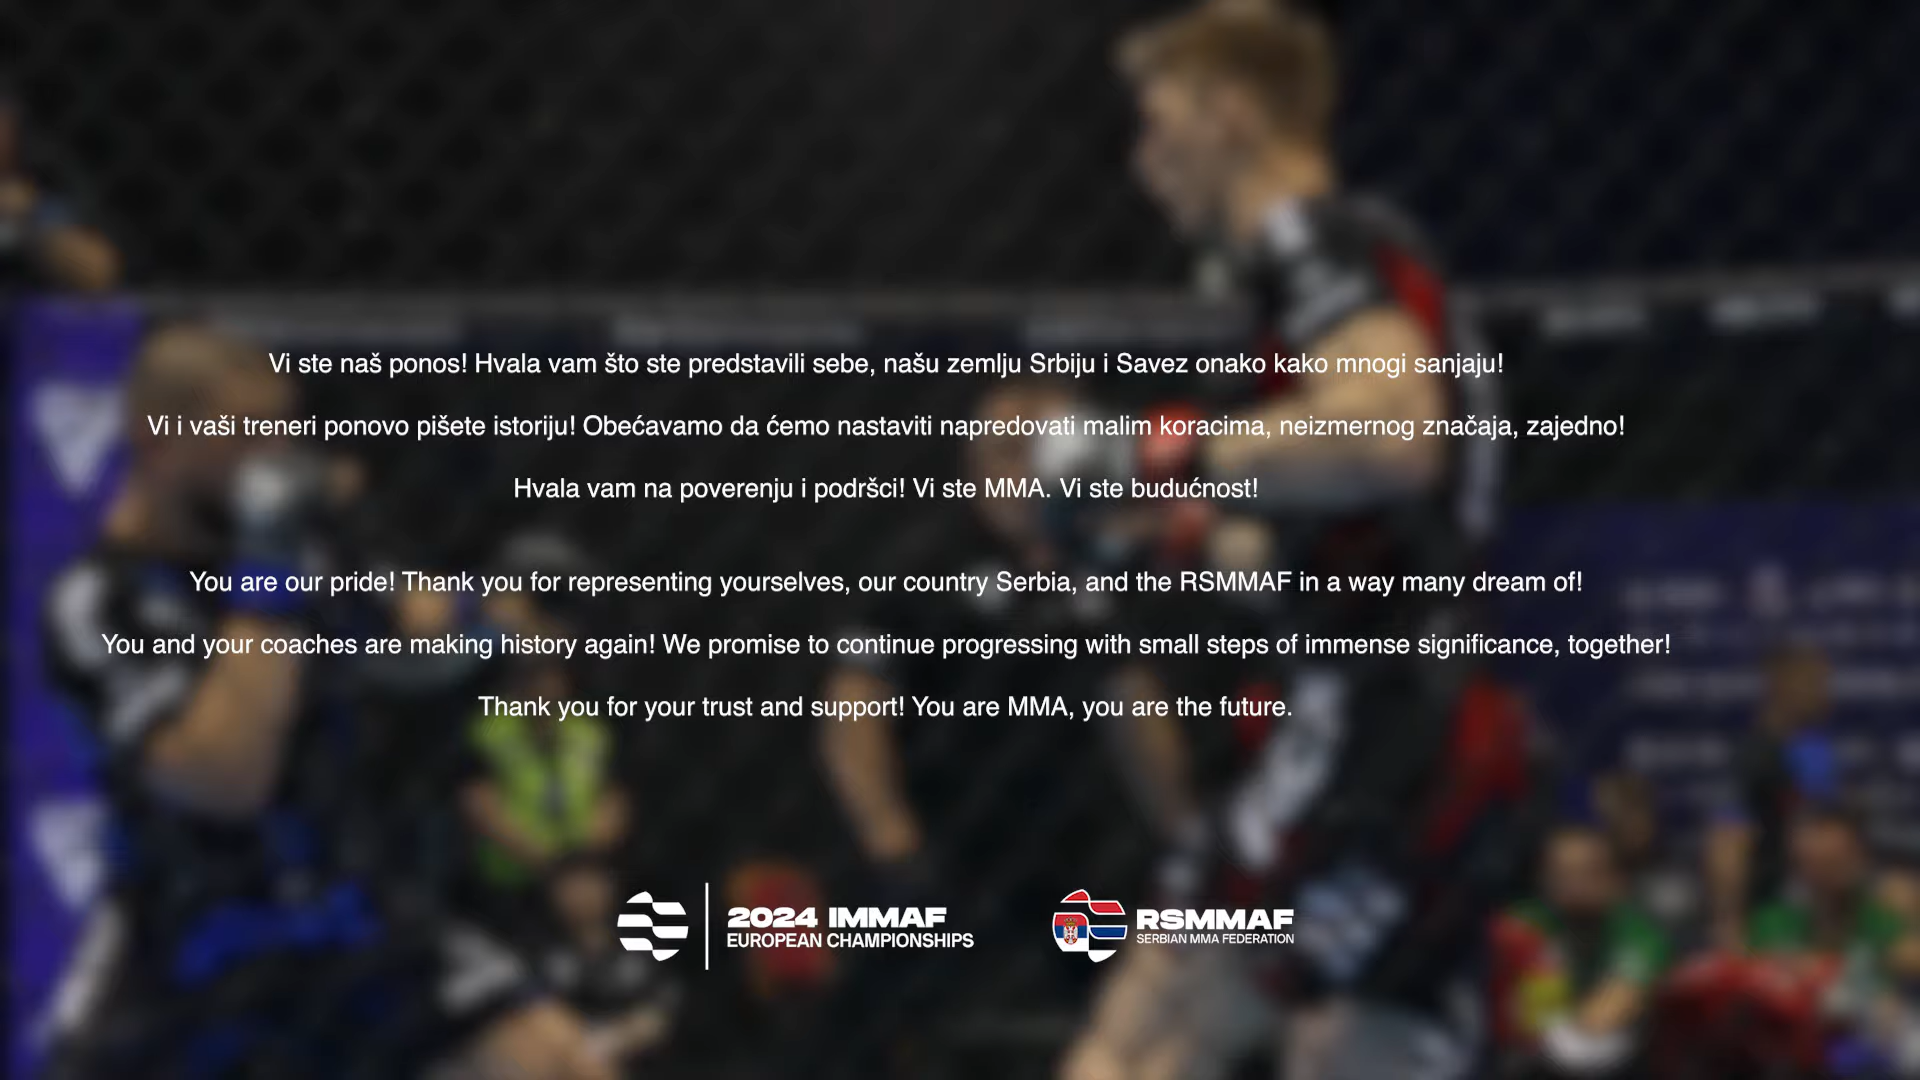 Vi ste naš ponos! Hvala vam što ste predstavili sebe, našu zemlju Srbiju i Savez onako kako mnogi sanjaju!
Vi i vaši treneri ponovo pišete istoriju! Obećavamo da ćemo nastaviti napredovati malim koracima, neizmernog značaja, zajedno!
Hvala vam na poverenju i podršci! Vi ste MMA. Vi ste budućnost!
You are our pride! Thank you for representing yourselves, our country Serbia, and the RSMMAF in a way many dream of!
You and your coaches are making history again! We promise to continue progressing with small steps of immense significance, together!
Thank you for your trust and support! You are MMA, you are the future.
2024 IMMAF
EUROPEAN CHAMPIONSHIPS
RSMMAF
SERBIAN MMA FEDERATION